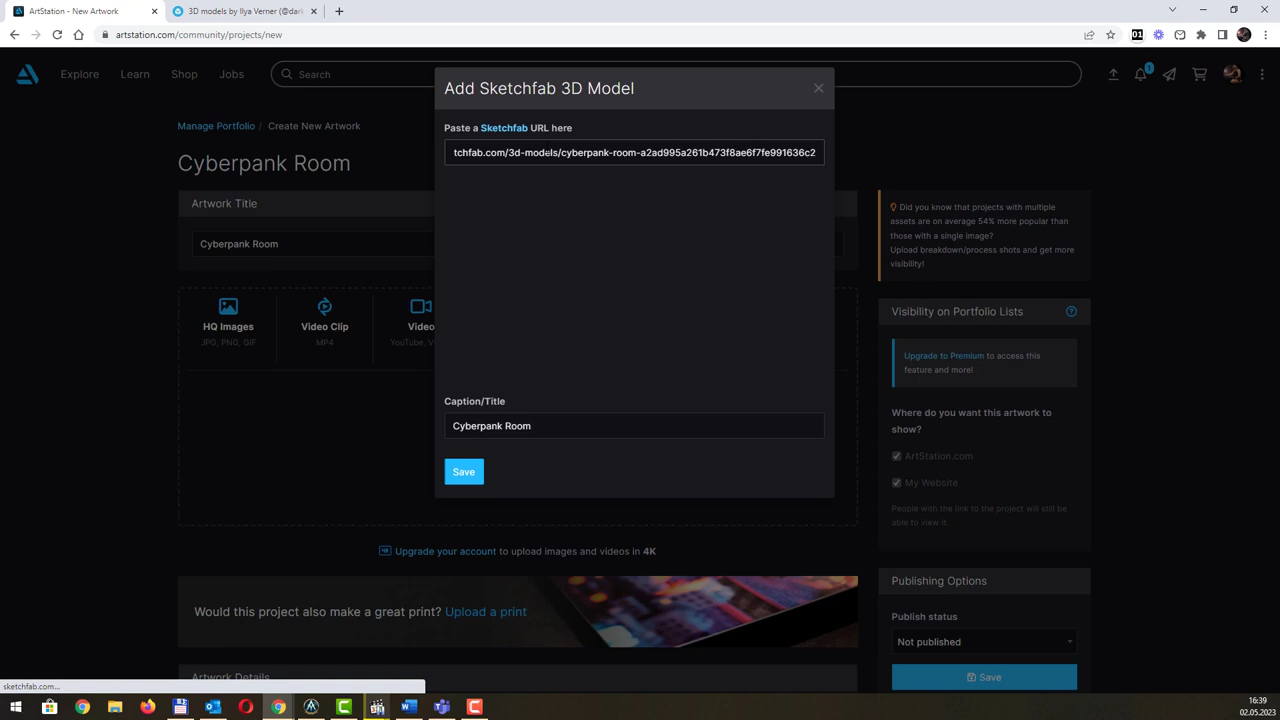 ArtStation - New Artwork
3D models by Ilya Verner (@dar
artstation.com/community/projects/new
01
Explore
Learn
Shop
Jobs
Search
1
Add Sketchfab 3D Model
Paste a Sketchfab URL here
tchfab.com/3d-models/cyberpank-room-a2ad995a261b473f8ae6f7fe991636c2
Manage Portfolio / Create New Artwork
Cyberpank Room
Artwork Title
Cyberpank Room
Did you know that projects with multiple
assets are on average 54% more popular than
those with a single image?
Upload breakdown/process shots and get more
visibility!
HQ Images
JPG, PNG, GIF
Video Clip
MP4
Video
YouTube, V
Visibility on Portfolio Lists
Upgrade to Premium to access this
feature and more!
Where do you want this artwork to
show?
ArtStation.com
My Website
People with the link to the project will still be
able to view it.
Caption/Title
Cyberpank Room
Save
4K Upgrade your account to upload images and videos in 4K
Would this project also make a great print? Upload a print
Artwork Details
Publishing Options
Publish status
Not published
Save
sketchfab.com...
16:39
02.05.2023